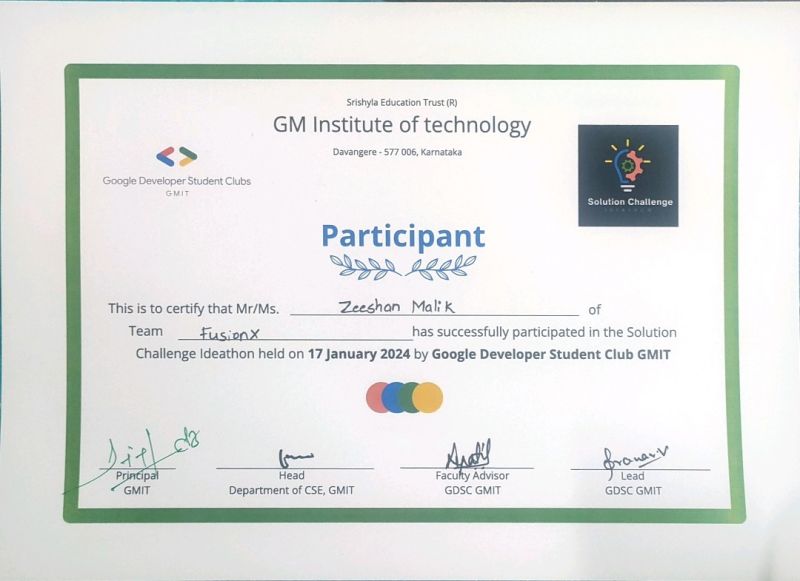 Srishyla Education Trust (R)
GM Institute of technology
Davangere - 577 006, Karnataka
Google Developer Student Clubs
GMIT
Solution Challenge
Participant
This is to certify that Mr/Ms. Zeeshan Malik of
Team FusionX has successfully participated in the Solution
Challenge Ideathon held on 17 January 2024 by Google Developer Student Club GMIT
Principal
GMIT
Head
Department of CSE, GMIT
Faculty Advisor
GDSC GMIT
Lead
GDSC GMIT